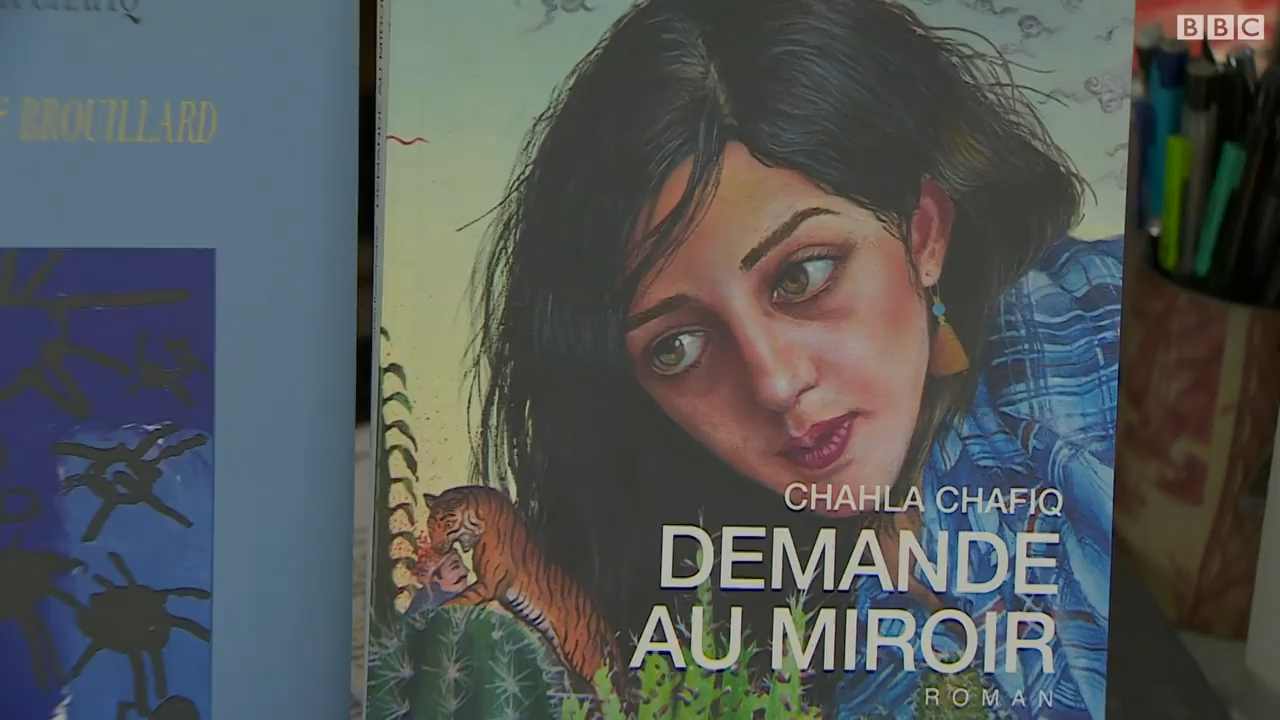 BROUILLARD
CHAHLA CHAFIQ
DEMANDE
AU MIROIR
ROMAN
BBC